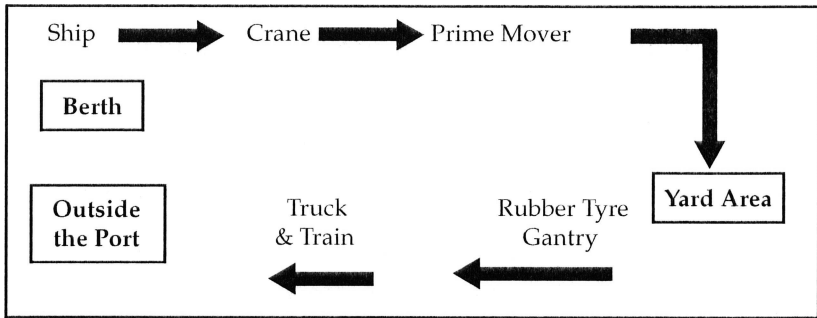 Ship Crane Prime Mover
Berth
Yard Area
Outside
the Port
Truck
& Train
Rubber Tyre
Gantry